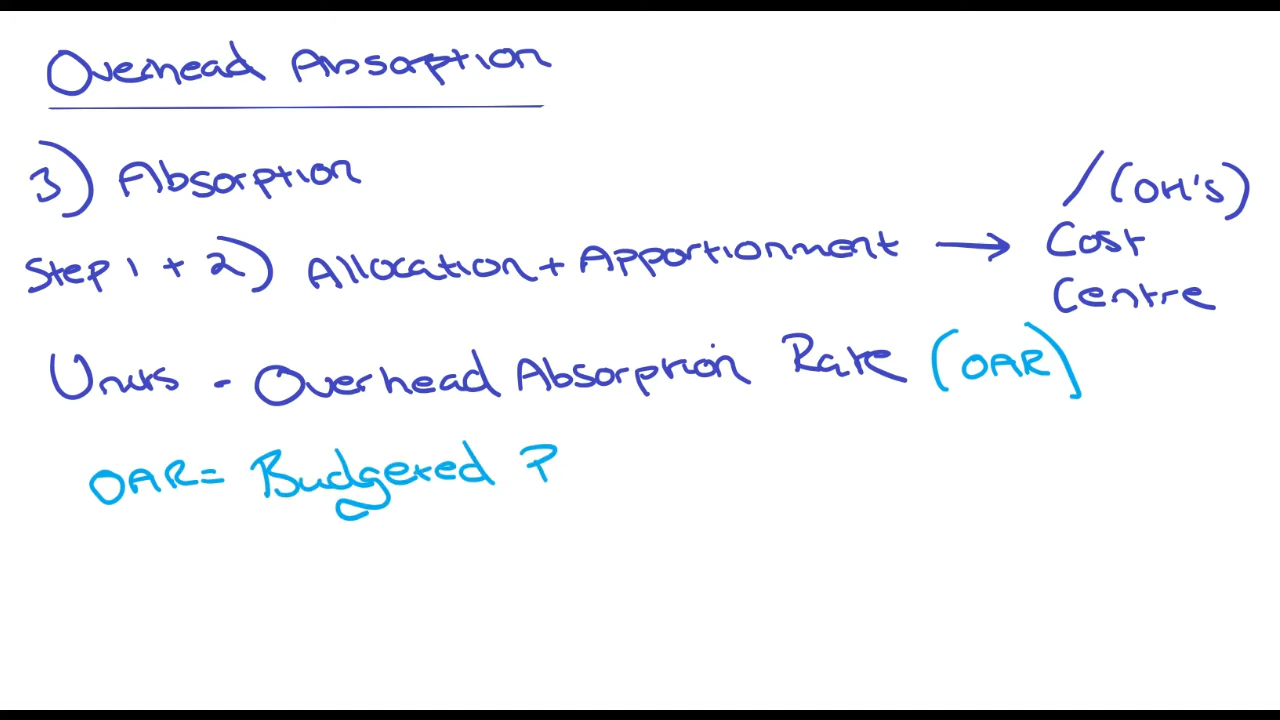 Overhead Absorption
3) Absorption
/(OH's)
Step 1 + 2) Allocation + Apportionment → Cost
Centre
Units - Overhead Absorption Rate (OAR)
OAR = Budgeted P